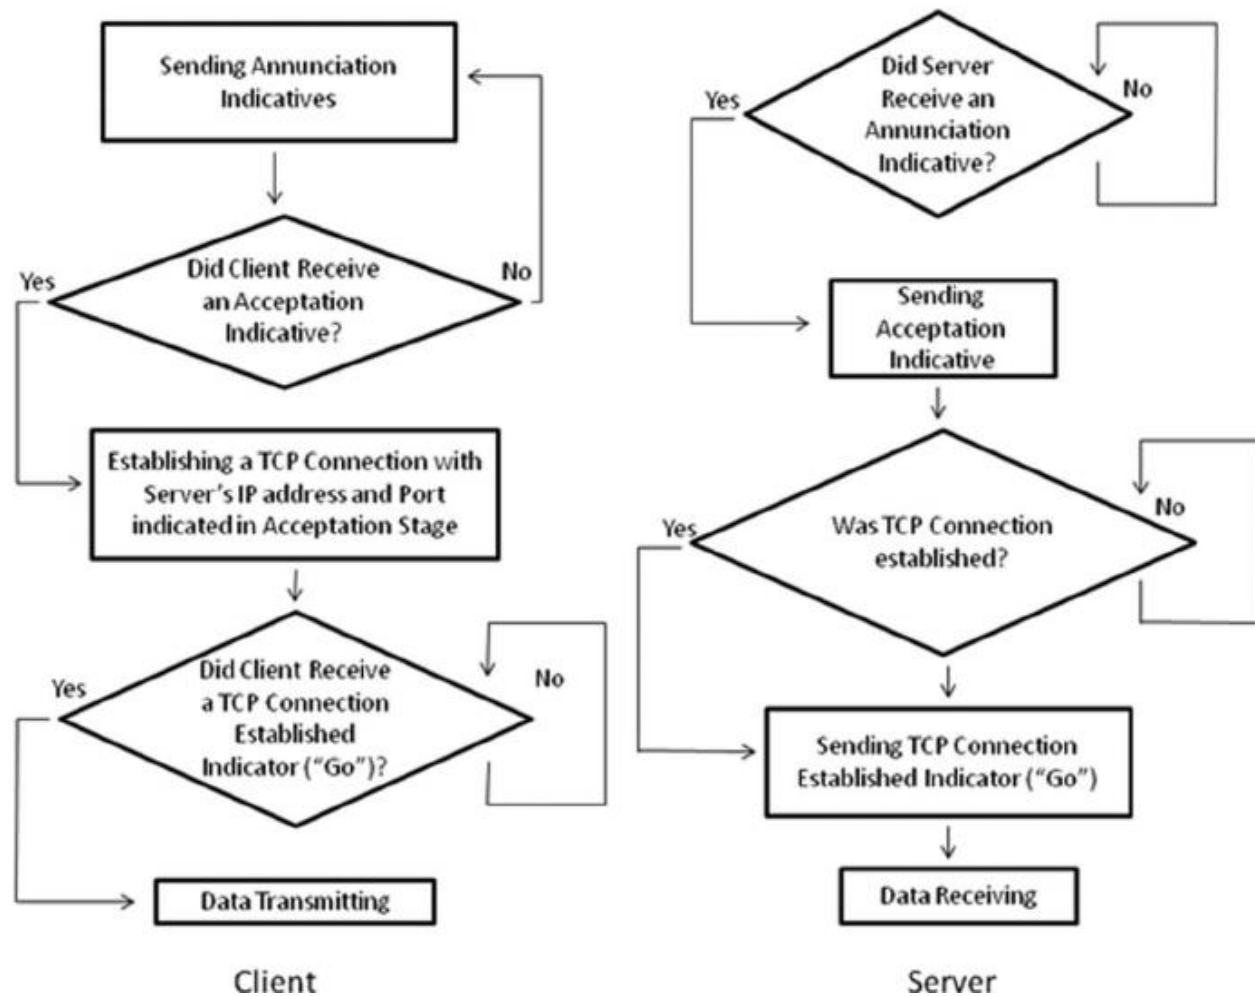 Sending Annunciation
Indicatives
Did Client Receive
an Acceptation
Indicative?
Yes
No
Establishing a TCP Connection with
Server's IP address and Port
indicated in Acceptation Stage
Did Client Receive
a TCP Connection
Established
Indicator (“Go”)?
Yes
No
Data Transmitting
Client
Did Server
Receive an
Annunciation
Indicative?
Yes
No
Sending
Acceptation
Indicative
Was TCP Connection
established?
Yes
No
Sending TCP Connection
Established Indicator (“Go”)
Data Receiving
Server